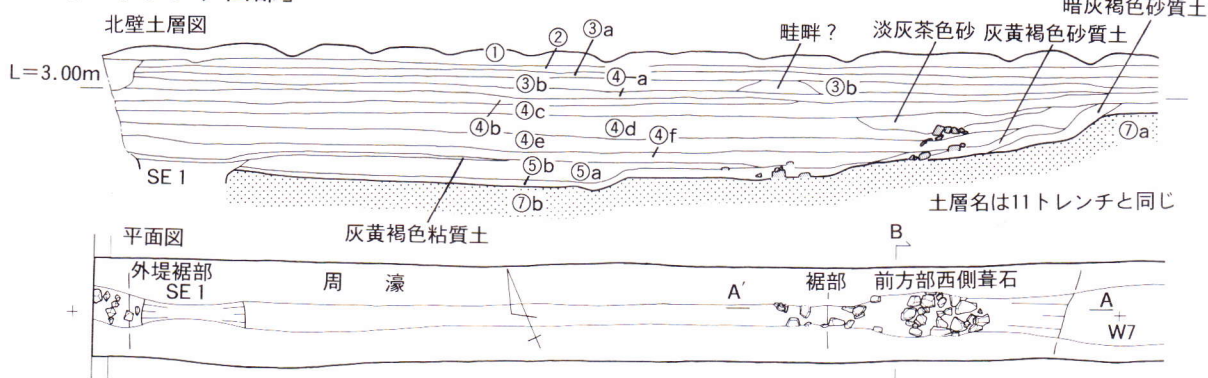 北壁土層図
暗灰褐色砂質土
① ② ③a 畦畔？ 淡灰茶色砂 灰黄褐色砂質土
L＝3.00m
③b ④a ③b
④c
④b ④d ④f ⑦a
④e
⑤b ⑤a
SE 1
⑦b
土層名は11トレンチと同じ
灰黄褐色粘質土
平面図
B
外堤裾部 周濠 裾部 前方部西側葺石
SE 1 A′ A
W7